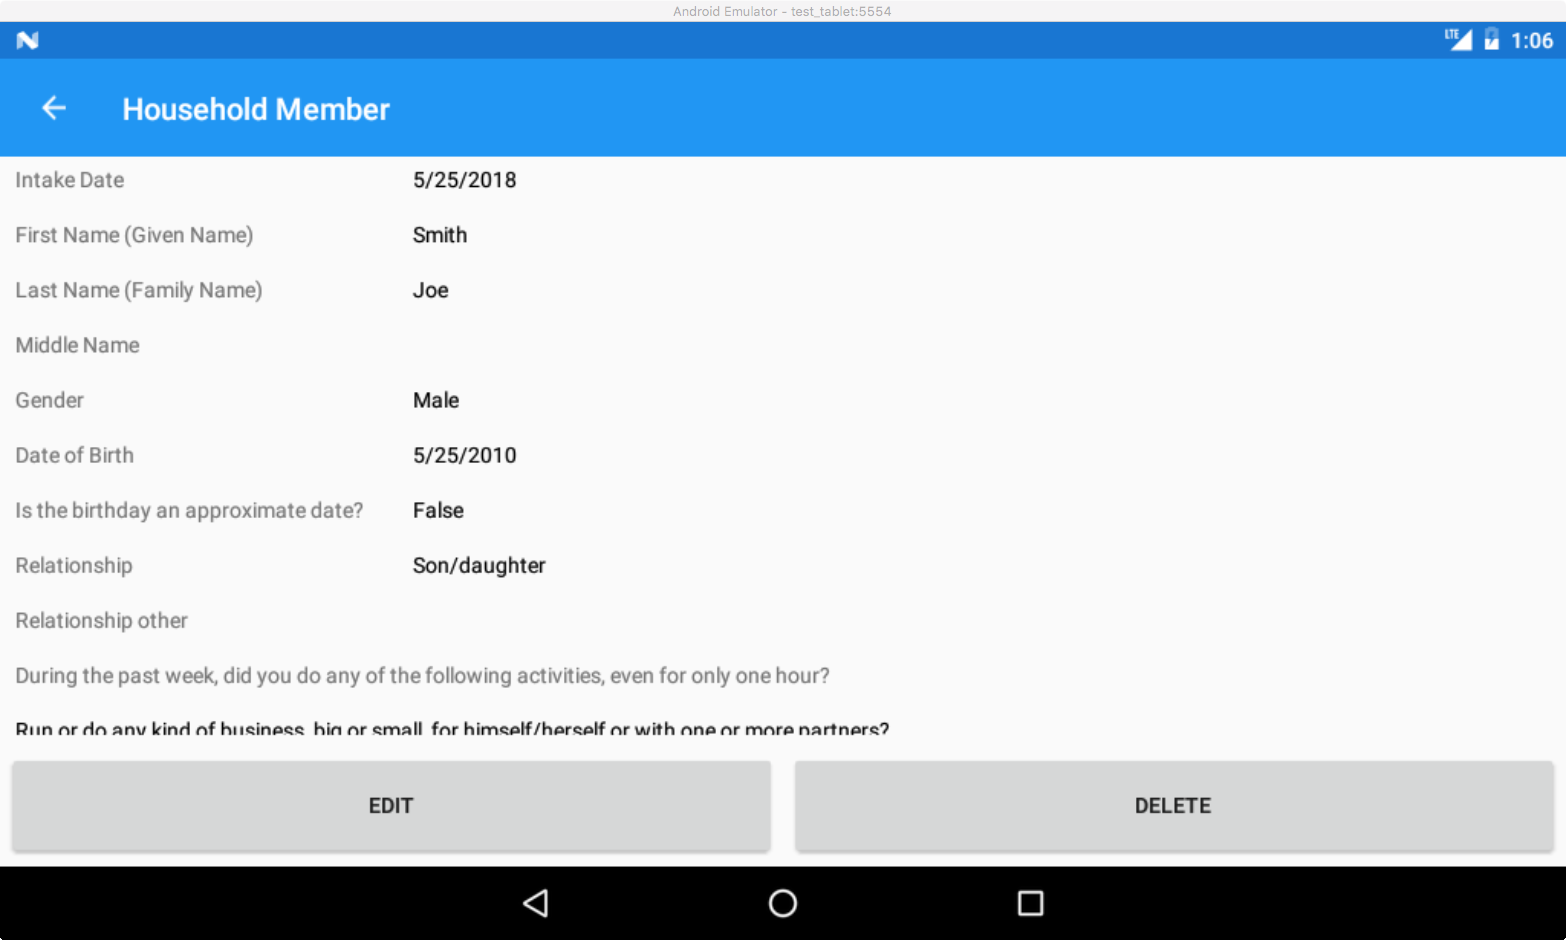 Android Emulator - test_tablet:5554
LTE 1:06
Household Member
Intake Date 5/25/2018
First Name (Given Name) Smith
Last Name (Family Name) Joe
Middle Name
Gender Male
Date of Birth 5/25/2010
Is the birthday an approximate date? False
Relationship Son/daughter
Relationship other
During the past week, did you do any of the following activities, even for only one hour?
Run or do any kind of business, big or small, for himself/herself or with one or more partners?
EDIT DELETE